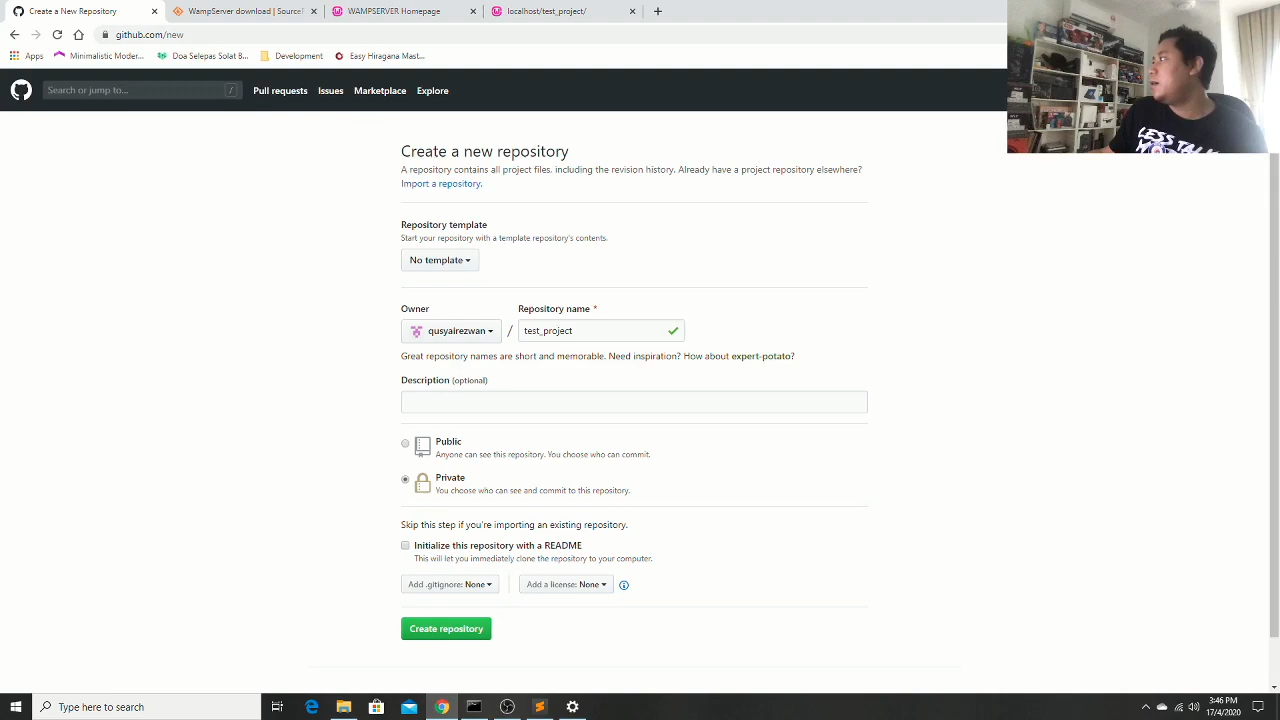 Create a New Repository
WampServer download | SourceF
WAMPSERVER Homepage
localhost/test_project/
github.com/new
Apps
Minimalistic Moder...
Doa Selepas Solat B...
Development
Easy Hiragana Mast...
Search or jump to...
/
Pull requests
Issues
Marketplace
Explore
LESS TALK
Create a new repository
A repository contains all project files, including the revision history. Already have a project repository elsewhere?
Import a repository.
Repository template
Start your repository with a template repository's contents.
No template
Owner
Repository name *
qusyairezwan
/
test_project
Great repository names are short and memorable. Need inspiration? How about expert-potato?
Description (optional)
Public
Anyone can see this repository. You choose who can commit.
Private
You choose who can see and commit to this repository.
Skip this step if you're importing an existing repository.
Initialize this repository with a README
This will let you immediately clone the repository to your computer.
Add .gitignore: None
Add a license: None
Create repository
Type here to search
3:46 PM
17/4/2020